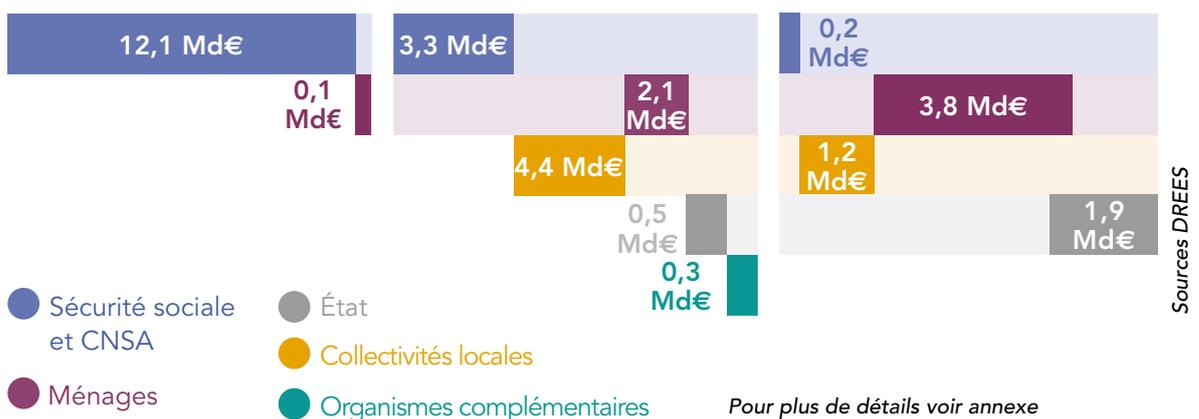 12,1 Md€
0,1
Md€
3,3 Md€
2,1
Md€
4,4 Md€
0,5
Md€
0,3
Md€
0,2
Md€
3,8 Md€
1,2
Md€
1,9
Md€
Sources DREES
Sécurité sociale
et CNSA
Ménages
État
Collectivités locales
Organismes complémentaires
Pour plus de détails voir annexe